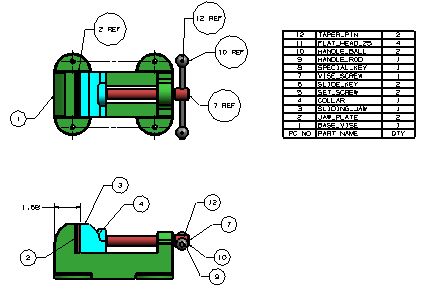 12 REF
2 REF
10 REF
7 REF
1
12 TAPER_PIN 2
11 FLAT_HEAD_25 4
10 HANDLE_BALL 2
9 HANDLE_ROD 1
8 SPECIAL_KEY 1
7 VISE_SCREW 1
6 SLIDE_KEY 2
5 SET_SCREW 2
4 COLLAR 1
3 SLIDING_JAW 1
2 JAW_PLATE 2
1 BASE_VISE 1
PC NO PART NAME QTY
3
4
12
1.68
7
2
10
9